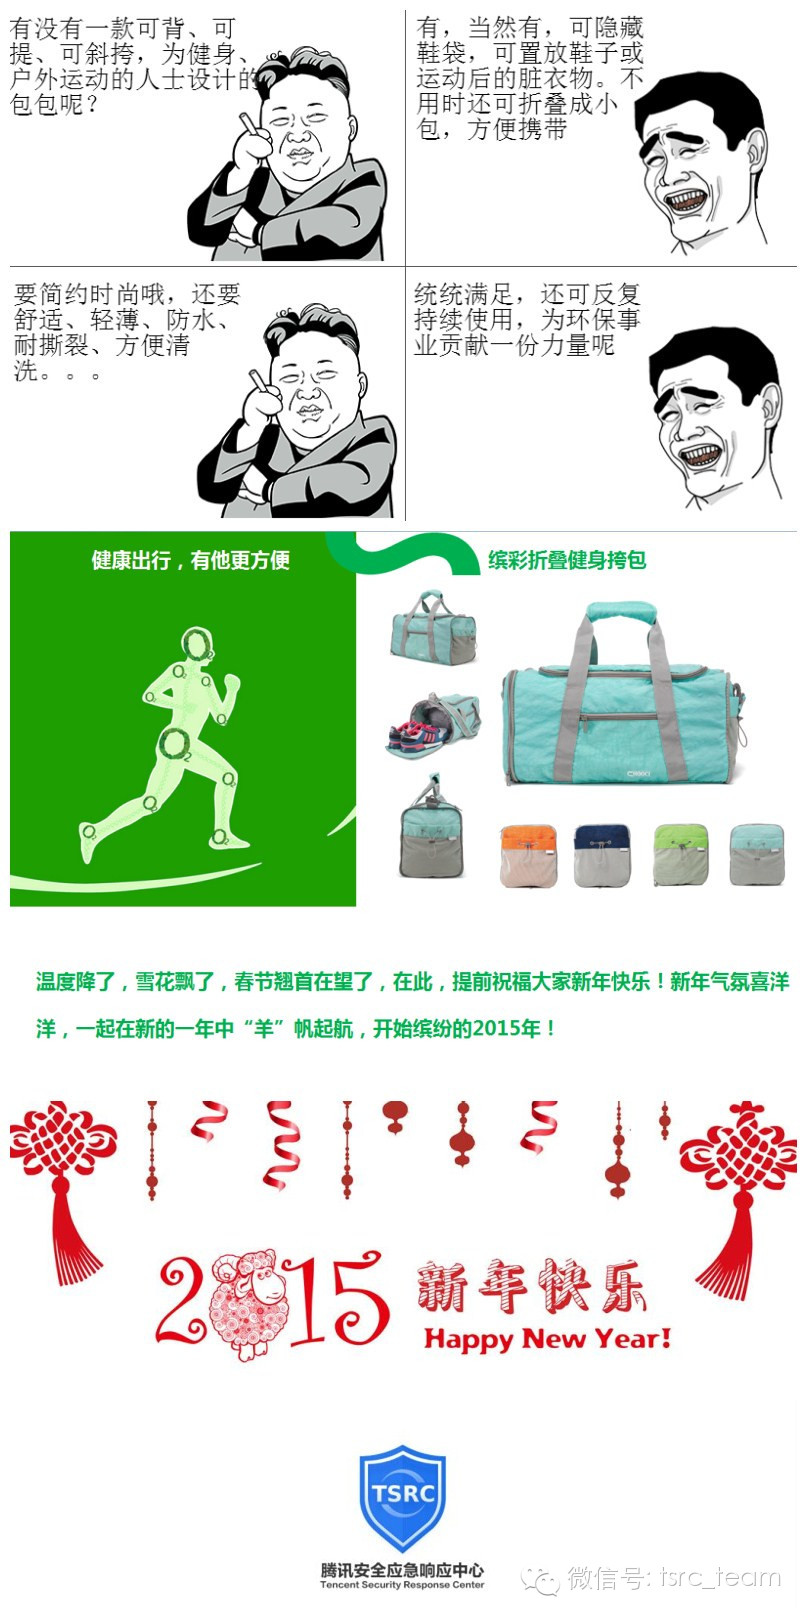 有没有一款可背、可
提、可斜挎，为健身、
户外运动的人士设计的
包包呢？
有，当然有，可隐藏
鞋袋，可置放鞋子或
运动后的脏衣物。不
用时还可折叠成小
包，方便携带
要简约时尚哦，还要
舒适、轻薄、防水、
耐撕裂、方便清
洗。。。
统统满足，还可反复
持续使用，为环保事
业贡献一份力量呢
健康出行，有他更方便
缤彩折叠健身挎包
温度降了，雪花飘了，春节翘首在望了，在此，提前祝福大家新年快乐！新年气氛喜洋
洋，一起在新的一年中“羊”帆起航，开始缤纷的2015年！
2015
新年快乐
Happy New Year!
TSRC
腾讯安全应急响应中心
Tencent Security Response Center
微信号: tsrc_team